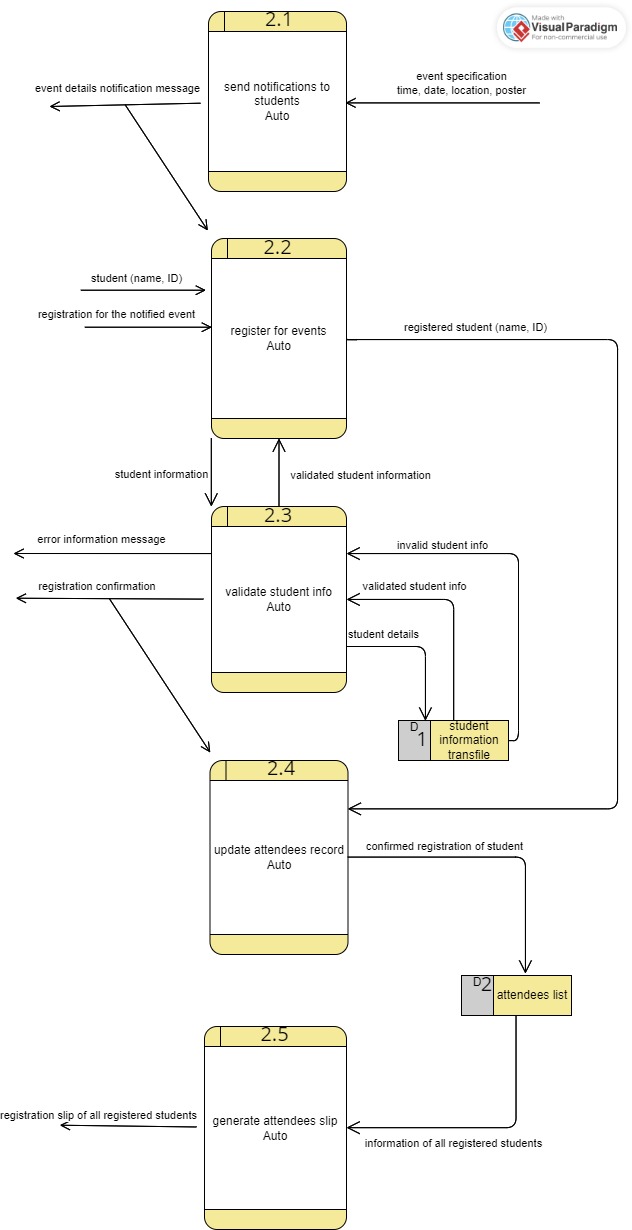 2.1
Made with
VisualParadigm
For non-commercial use
event details notification message
send notifications to
students
Auto
event specification
time, date, location, poster
2.2
student (name, ID)
registration for the notified event
register for events
Auto
registered student (name, ID)
student information
validated student information
2.3
error information message
invalid student info
registration confirmation
validate student info
Auto
validated student info
student details
D
1
student
information
transfile
2.4
update attendees record
Auto
confirmed registration of student
D2
attendees list
2.5
registration slip of all registered students
generate attendees slip
Auto
information of all registered students